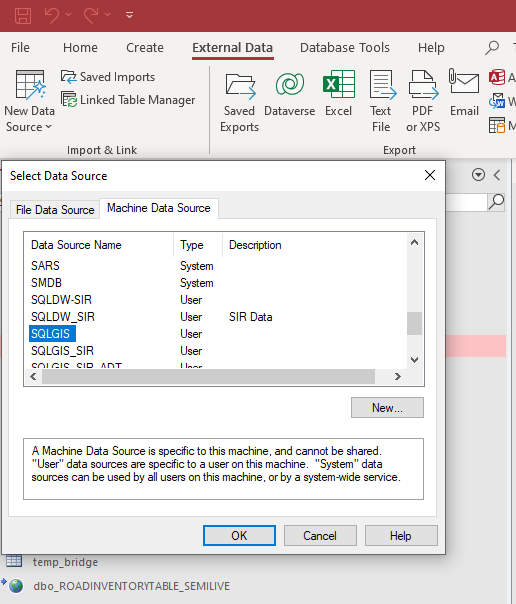 File Home Create External Data Database Tools Help
New Data Source
Saved Imports
Linked Table Manager
Import & Link
Saved Exports
Dataverse
Excel
Text File
PDF or XPS
Email
Export
Select Data Source
File Data Source Machine Data Source
Data Source Name Type Description
SARS System
SMDB System
SQLDW-SIR User
SQLDW_SIR User SIR Data
SQLGIS User
SQLGIS_SIR User
SQLGIS_SIR_ADT User
New...
A Machine Data Source is specific to this machine, and cannot be shared.
"User" data sources are specific to a user on this machine. "System" data
sources can be used by all users on this machine, or by a system-wide service.
OK Cancel Help
temp_bridge
dbo_ROADINVENTORYTABLE_SEMILIVE